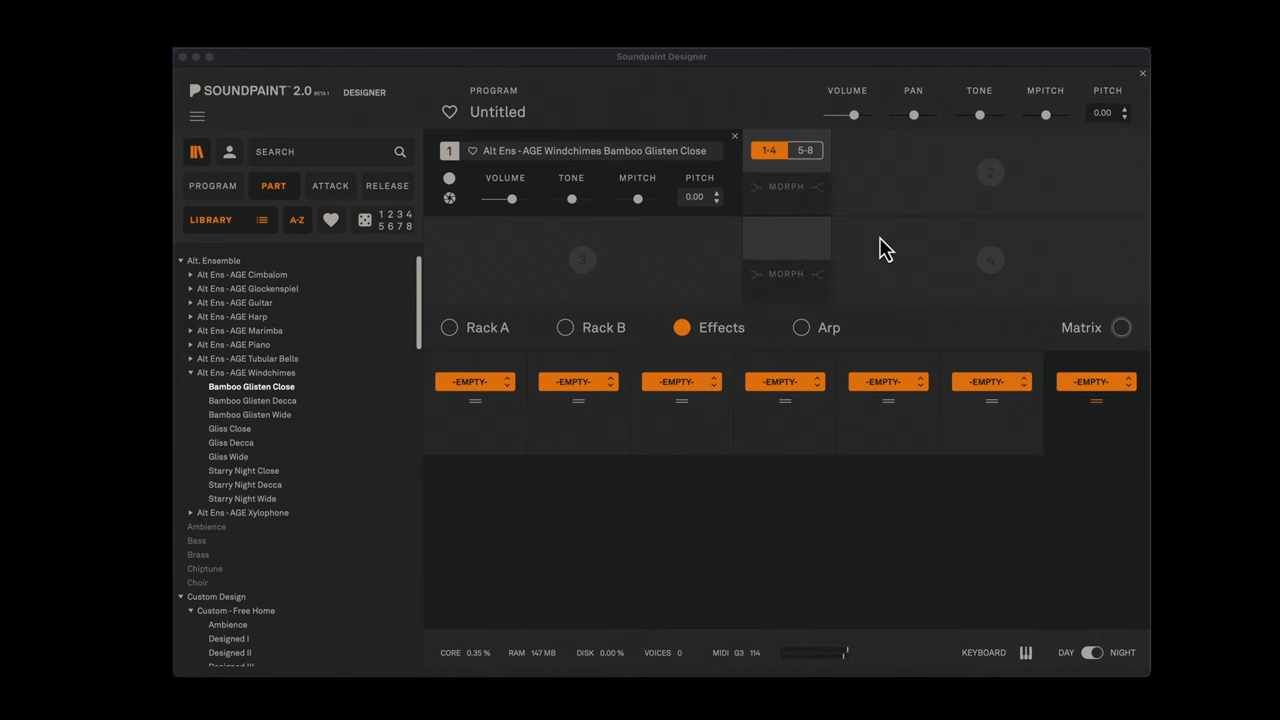 Soundpaint Designer
SOUNDPAINT™ 2.0 BETA 1 DESIGNER
PROGRAM
Untitled
VOLUME PAN TONE MPITCH PITCH
0.00
SEARCH
PROGRAM PART ATTACK RELEASE
LIBRARY A-Z 1 2 3 4
5 6 7 8
1 Alt Ens - AGE Windchimes Bamboo Glisten Close
VOLUME TONE MPITCH PITCH
0.00
1-4 5-8
MORPH
2
3
MORPH
4
Rack A Rack B Effects Arp Matrix
-EMPTY- -EMPTY- -EMPTY- -EMPTY- -EMPTY- -EMPTY- -EMPTY-
Alt. Ensemble
Alt Ens - AGE Cimbalom
Alt Ens - AGE Glockenspiel
Alt Ens - AGE Guitar
Alt Ens - AGE Harp
Alt Ens - AGE Marimba
Alt Ens - AGE Piano
Alt Ens - AGE Tubular Bells
Alt Ens - AGE Windchimes
Bamboo Glisten Close
Bamboo Glisten Decca
Bamboo Glisten Wide
Gliss Close
Gliss Decca
Gliss Wide
Starry Night Close
Starry Night Decca
Starry Night Wide
Alt Ens - AGE Xylophone
Ambience
Bass
Brass
Chiptune
Choir
Custom Design
Custom - Free Home
Ambience
Designed I
Designed II
Designed III
CORE 0.35 % RAM 147 MB DISK 0.00 % VOICES 0 MIDI G3 114 KEYBOARD DAY NIGHT